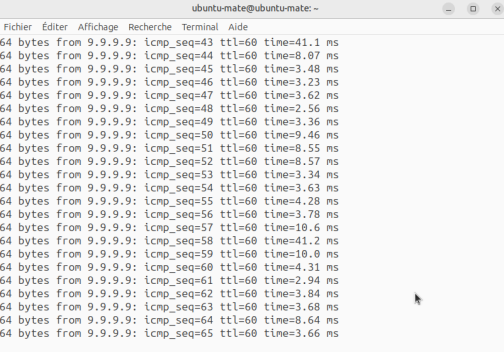 ubuntu-mate@ubuntu-mate: ~
Fichier Éditer Affichage Recherche Terminal Aide
64 bytes from 9.9.9.9: icmp_seq=43 ttl=60 time=41.1 ms
64 bytes from 9.9.9.9: icmp_seq=44 ttl=60 time=8.07 ms
64 bytes from 9.9.9.9: icmp_seq=45 ttl=60 time=3.48 ms
64 bytes from 9.9.9.9: icmp_seq=46 ttl=60 time=3.23 ms
64 bytes from 9.9.9.9: icmp_seq=47 ttl=60 time=3.62 ms
64 bytes from 9.9.9.9: icmp_seq=48 ttl=60 time=2.56 ms
64 bytes from 9.9.9.9: icmp_seq=49 ttl=60 time=3.36 ms
64 bytes from 9.9.9.9: icmp_seq=50 ttl=60 time=9.46 ms
64 bytes from 9.9.9.9: icmp_seq=51 ttl=60 time=8.55 ms
64 bytes from 9.9.9.9: icmp_seq=52 ttl=60 time=8.57 ms
64 bytes from 9.9.9.9: icmp_seq=53 ttl=60 time=3.34 ms
64 bytes from 9.9.9.9: icmp_seq=54 ttl=60 time=3.63 ms
64 bytes from 9.9.9.9: icmp_seq=55 ttl=60 time=4.28 ms
64 bytes from 9.9.9.9: icmp_seq=56 ttl=60 time=3.78 ms
64 bytes from 9.9.9.9: icmp_seq=57 ttl=60 time=10.6 ms
64 bytes from 9.9.9.9: icmp_seq=58 ttl=60 time=41.2 ms
64 bytes from 9.9.9.9: icmp_seq=59 ttl=60 time=10.0 ms
64 bytes from 9.9.9.9: icmp_seq=60 ttl=60 time=4.31 ms
64 bytes from 9.9.9.9: icmp_seq=61 ttl=60 time=2.94 ms
64 bytes from 9.9.9.9: icmp_seq=62 ttl=60 time=3.84 ms
64 bytes from 9.9.9.9: icmp_seq=63 ttl=60 time=3.68 ms
64 bytes from 9.9.9.9: icmp_seq=64 ttl=60 time=8.64 ms
64 bytes from 9.9.9.9: icmp_seq=65 ttl=60 time=3.66 ms